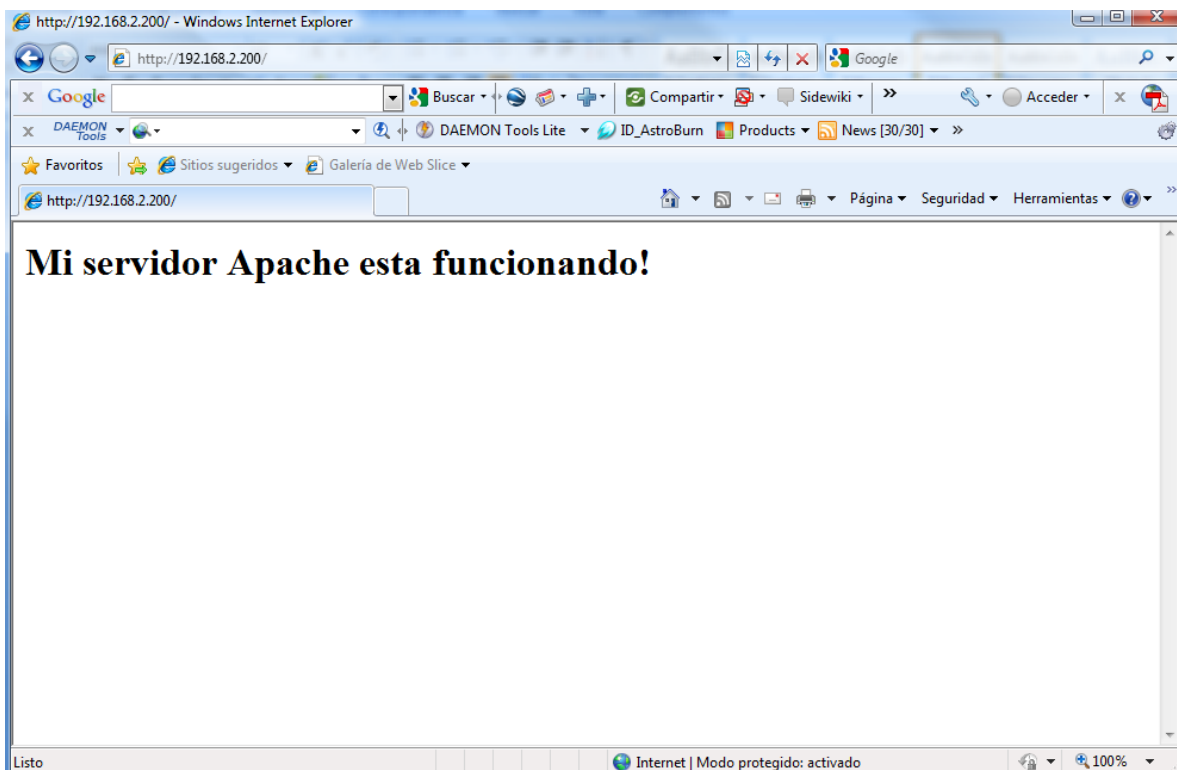 http://192.168.2.200/ - Windows Internet Explorer
http://192.168.2.200/ Google
x Google Buscar Compartir Sidewiki » Acceder x
x DAEMON Tools DAEMON Tools Lite ID_AstroBurn Products News [30/30] »
Favoritos Sitios sugeridos Galería de Web Slice
http://192.168.2.200/ Página Seguridad Herramientas »
Mi servidor Apache esta funcionando!
Listo Internet | Modo protegido: activado 100%